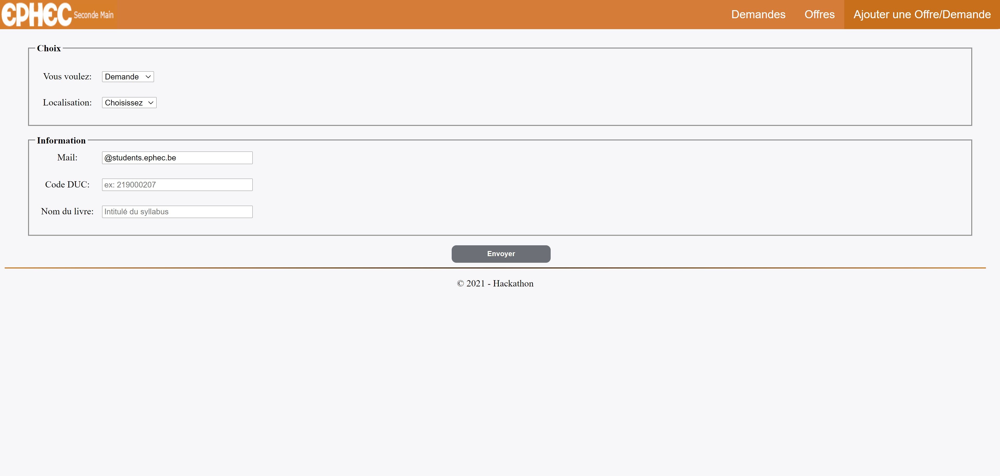 EPHEC Seconde Main Demandes Offres Ajouter une Offre/Demande
Choix
Vous voulez: Demande
Localisation: Choisissez
Information
Mail: @students.ephec.be
Code DUC: ex: 219000207
Nom du livre: Intitulé du syllabus
Envoyer
© 2021 - Hackathon